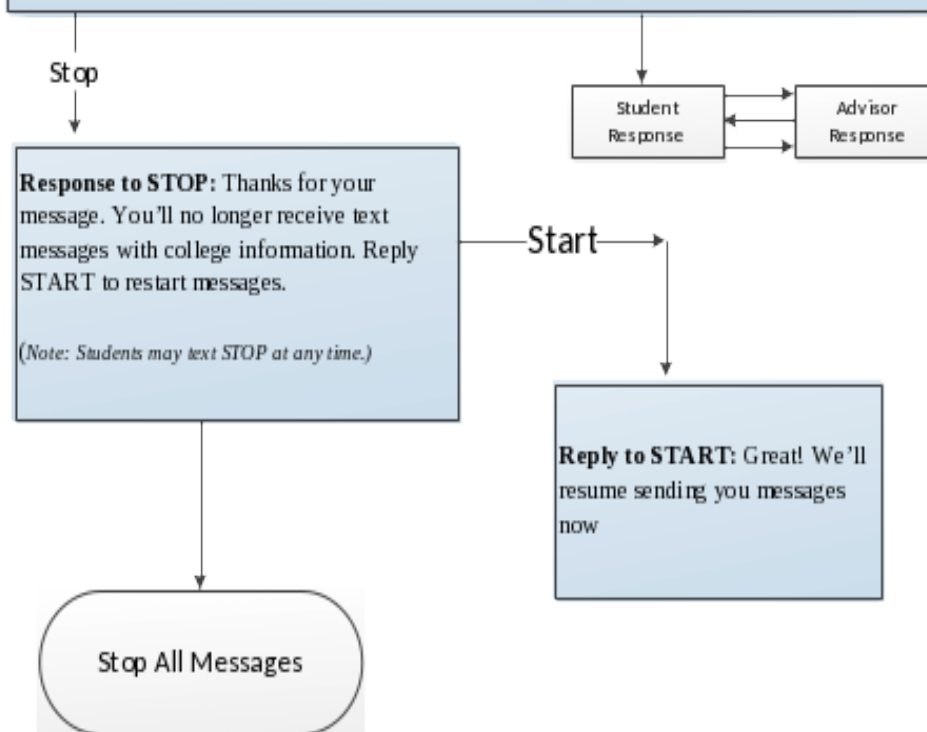 Stop
Student
Response
Advisor
Response
Response to STOP: Thanks for your
message. You’ll no longer receive text
messages with college information. Reply
START to restart messages.
(Note: Students may text STOP at any time.)
Start
Reply to START: Great! We’ll
resume sending you messages
now
Stop All Messages